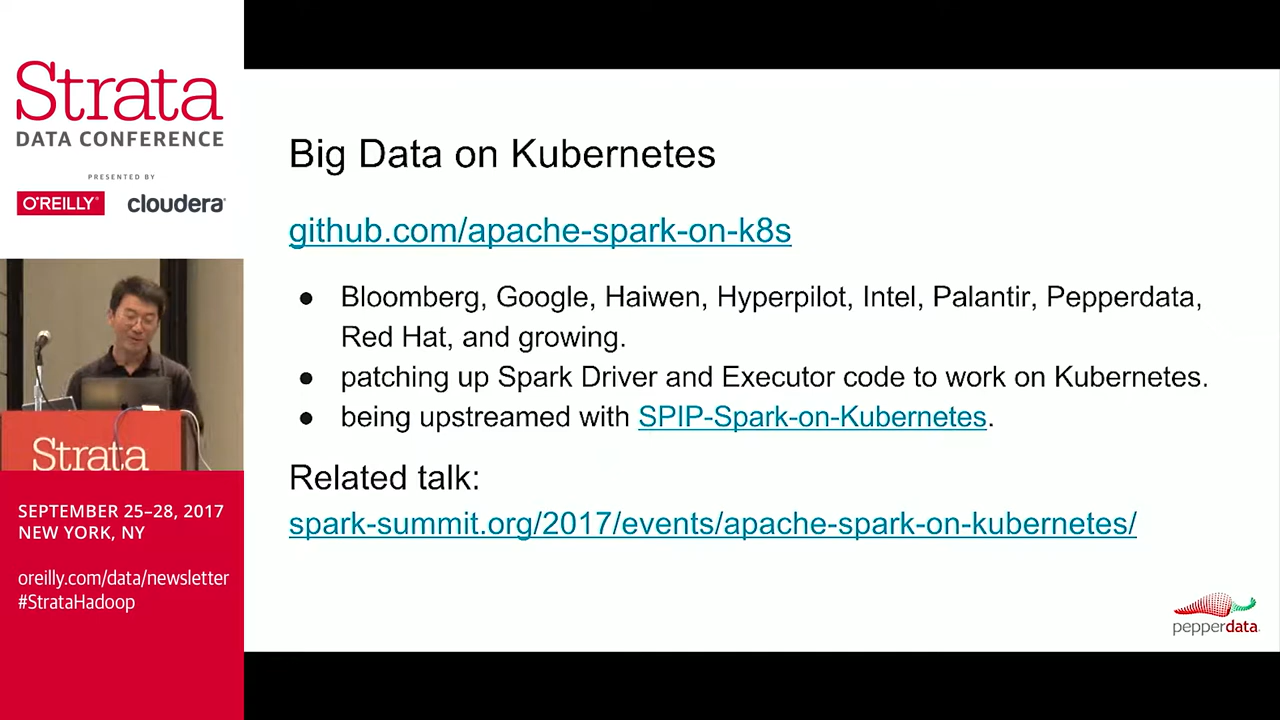 Strata
DATA CONFERENCE
PRESENTED BY
O'REILLY®
cloudera
Strata
SEPTEMBER 25–28, 2017
NEW YORK, NY
oreilly.com/data/newsletter
#StrataHadoop
Big Data on Kubernetes
github.com/apache-spark-on-k8s
● Bloomberg, Google, Haiwen, Hyperpilot, Intel, Palantir, Pepperdata,
Red Hat, and growing.
● patching up Spark Driver and Executor code to work on Kubernetes.
● being upstreamed with SPIP-Spark-on-Kubernetes.
Related talk:
spark-summit.org/2017/events/apache-spark-on-kubernetes/
pepperdata